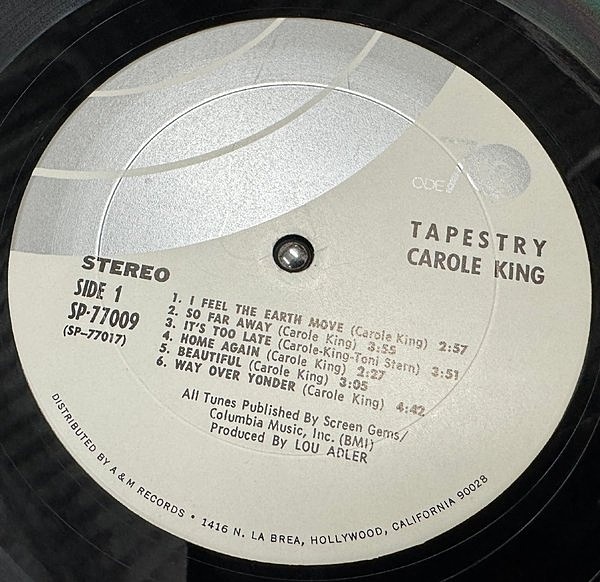 ODE
TAPESTRY
CAROLE KING
STEREO
SIDE 1
SP-77009
(SP-77017)
1. I FEEL THE EARTH MOVE (Carole King) 2:57
2. SO FAR AWAY (Carole King) 3:55
3. IT'S TOO LATE (Carole-King-Toni Stern) 3:51
4. HOME AGAIN (Carole King) 2:27
5. BEAUTIFUL (Carole King) 3:05
6. WAY OVER YONDER (Carole King) 4:42
All Tunes Published By Screen Gems/
Columbia Music, Inc. (BMI)
Produced By LOU ADLER
DISTRIBUTED BY A & M RECORDS • 1416 N. LA BREA, HOLLYWOOD, CALIFORNIA 90028